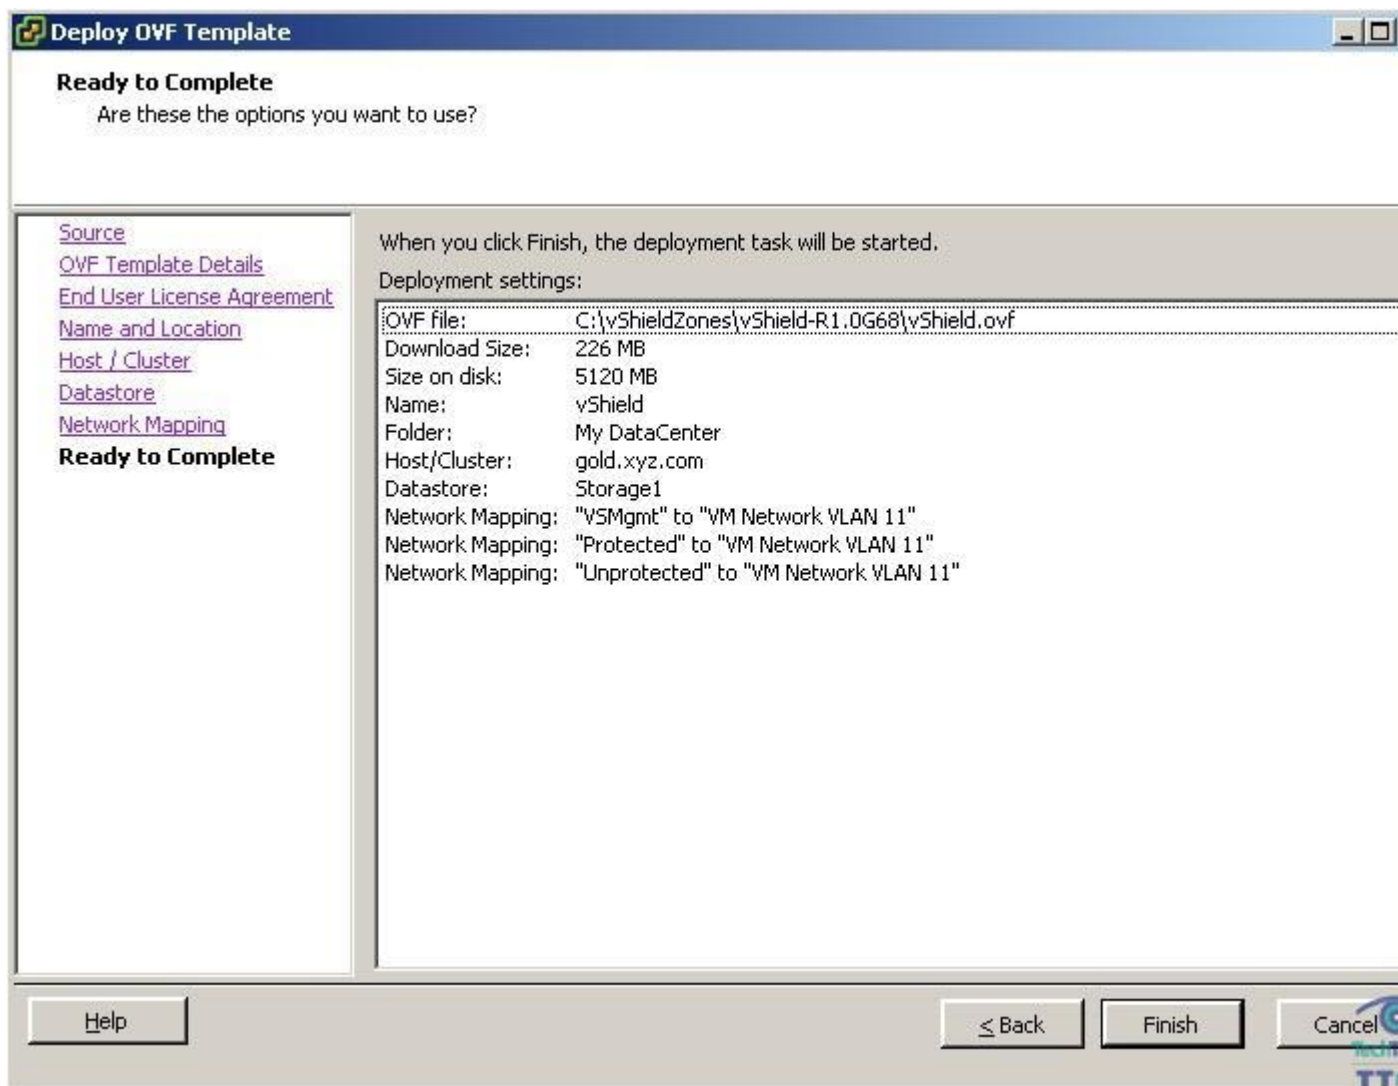 Deploy OVF Template
Ready to Complete
Are these the options you want to use?
Source
OVF Template Details
End User License Agreement
Name and Location
Host / Cluster
Datastore
Network Mapping
Ready to Complete
When you click Finish, the deployment task will be started.
Deployment settings:
OVF file: C:\vShieldZones\vShield-R1.0G68\vShield.ovf
Download Size: 226 MB
Size on disk: 5120 MB
Name: vShield
Folder: My DataCenter
Host/Cluster: gold.xyz.com
Datastore: Storage1
Network Mapping: "VSMgmt" to "VM Network VLAN 11"
Network Mapping: "Protected" to "VM Network VLAN 11"
Network Mapping: "Unprotected" to "VM Network VLAN 11"
Help
< Back
Finish
Cancel